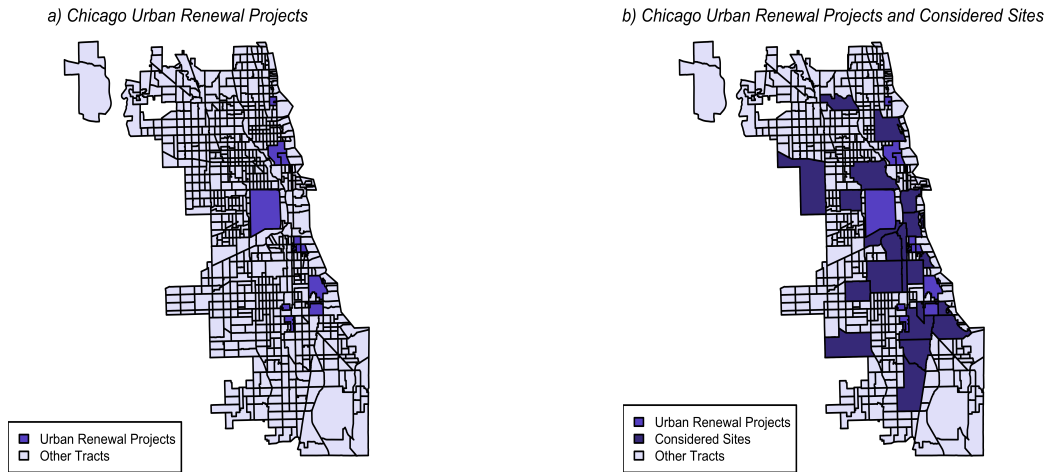 a) Chicago Urban Renewal Projects
b) Chicago Urban Renewal Projects and Considered Sites
Urban Renewal Projects
Other Tracts
Urban Renewal Projects
Considered Sites
Other Tracts